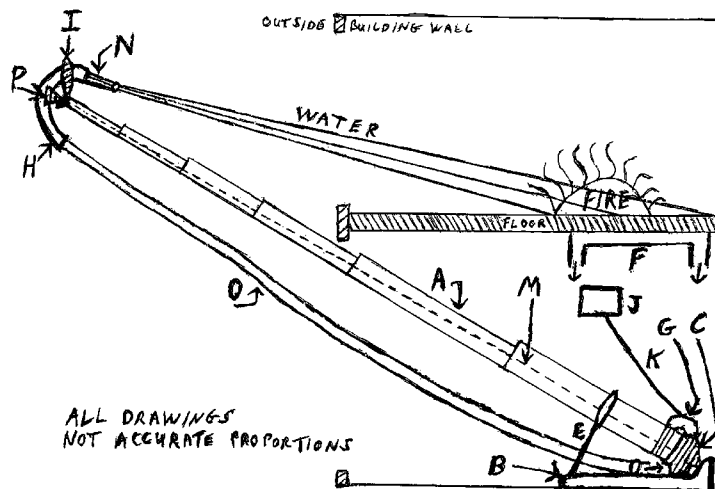 OUTSIDE BUILDING WALL
I
N
P
WATER
H
FIRE
FLOOR
F
A
M
J
G C
O
K
E
ALL DRAWINGS
NOT ACCURATE PROPORTIONS
B
D